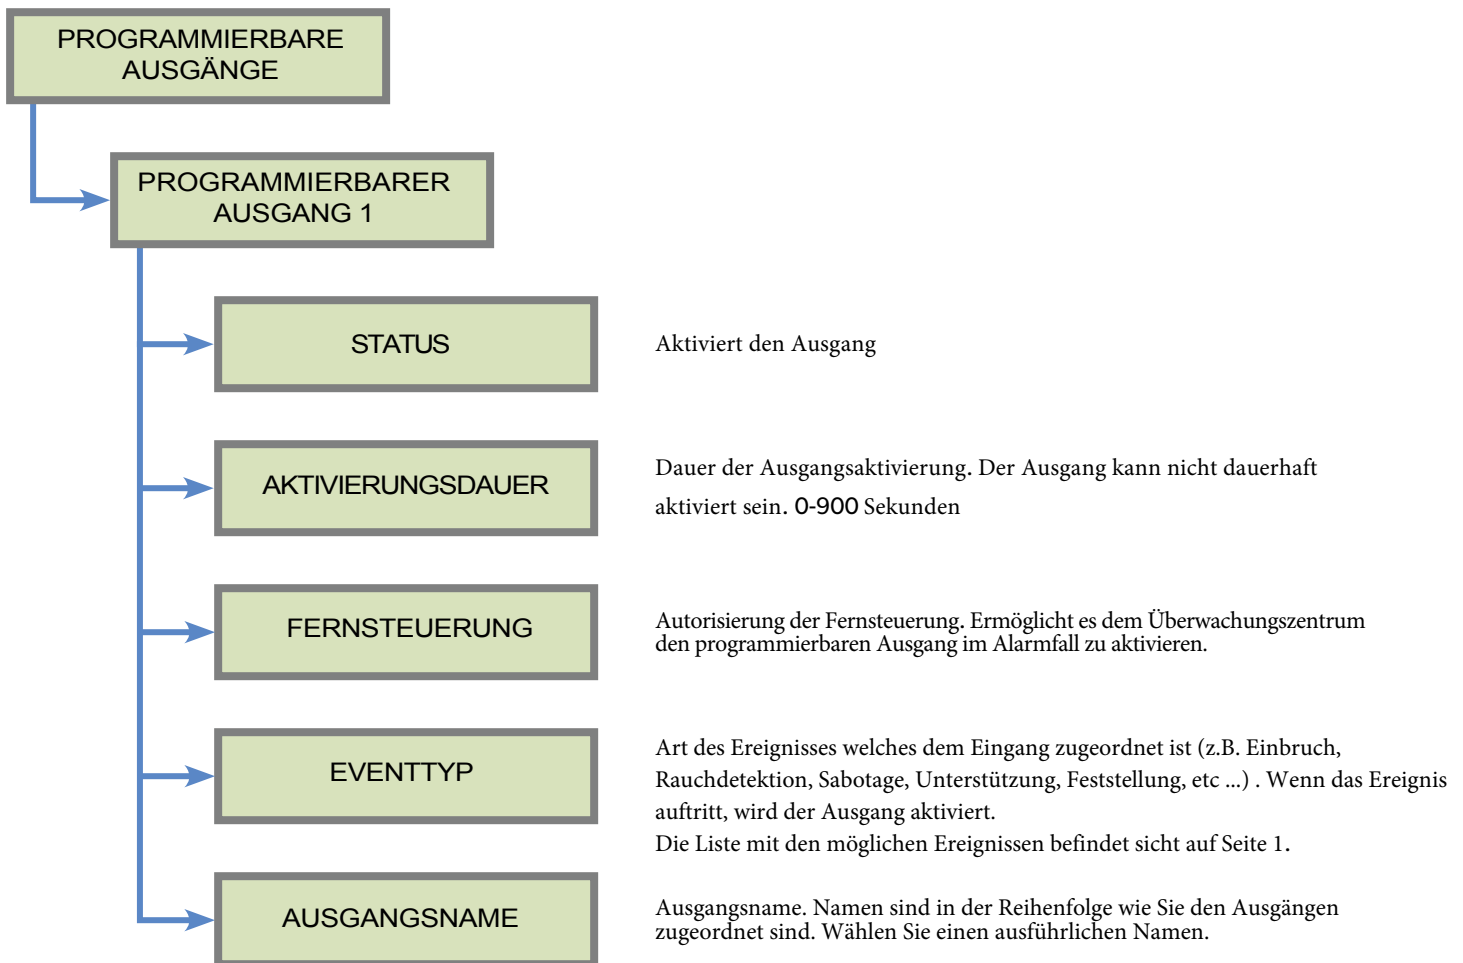 PROGRAMMIERBARE
AUSGÄNGE
PROGRAMMIERBARER
AUSGANG 1
STATUS
Aktiviert den Ausgang
AKTIVIERUNGSDAUER
Dauer der Ausgangsaktivierung. Der Ausgang kann nicht dauerhaft
aktiviert sein. 0-900 Sekunden
FERNSTEUERUNG
Autorisierung der Fernsteuerung. Ermöglicht es dem Überwachungszentrum
den programmierbaren Ausgang im Alarmfall zu aktivieren.
EVENTTYP
Art des Ereignisses welches dem Eingang zugeordnet ist (z.B. Einbruch,
Rauchdetektion, Sabotage, Unterstützung, Feststellung, etc ...) . Wenn das Ereignis
auftritt, wird der Ausgang aktiviert.
Die Liste mit den möglichen Ereignissen befindet sicht auf Seite 1.
AUSGANGSNAME
Ausgangsname. Namen sind in der Reihenfolge wie Sie den Ausgängen
zugeordnet sind. Wählen Sie einen ausführlichen Namen.